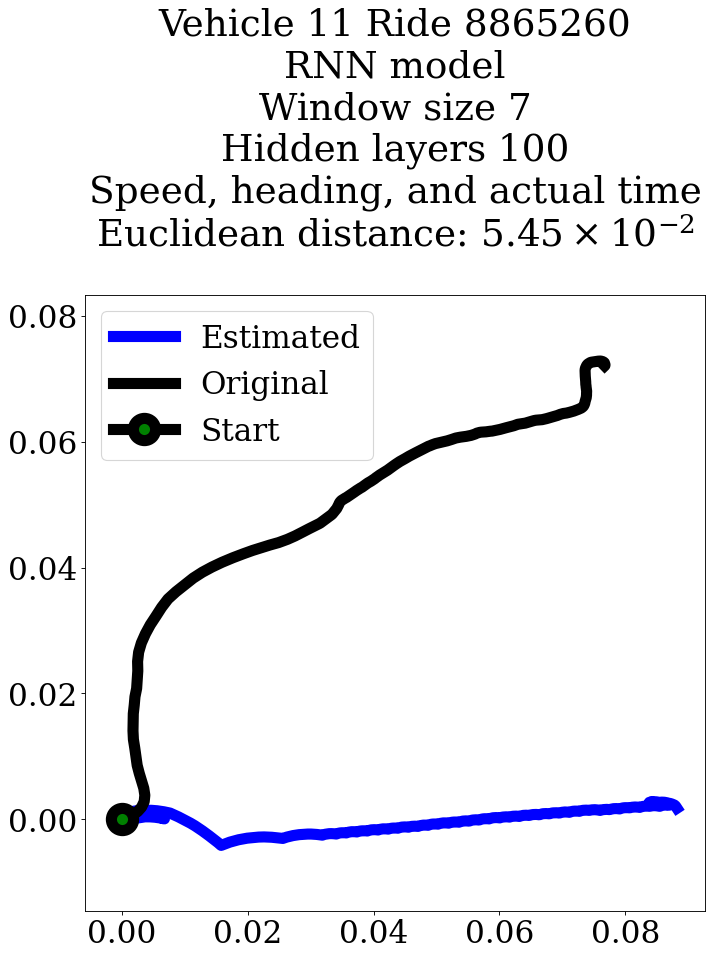 Vehicle 11 Ride 8865260
RNN model
Window size 7
Hidden layers 100
Speed, heading, and actual time
Euclidean distance: 5.45 × 10⁻²
Estimated
Original
Start
0.08
0.06
0.04
0.02
0.00
0.00 0.02 0.04 0.06 0.08